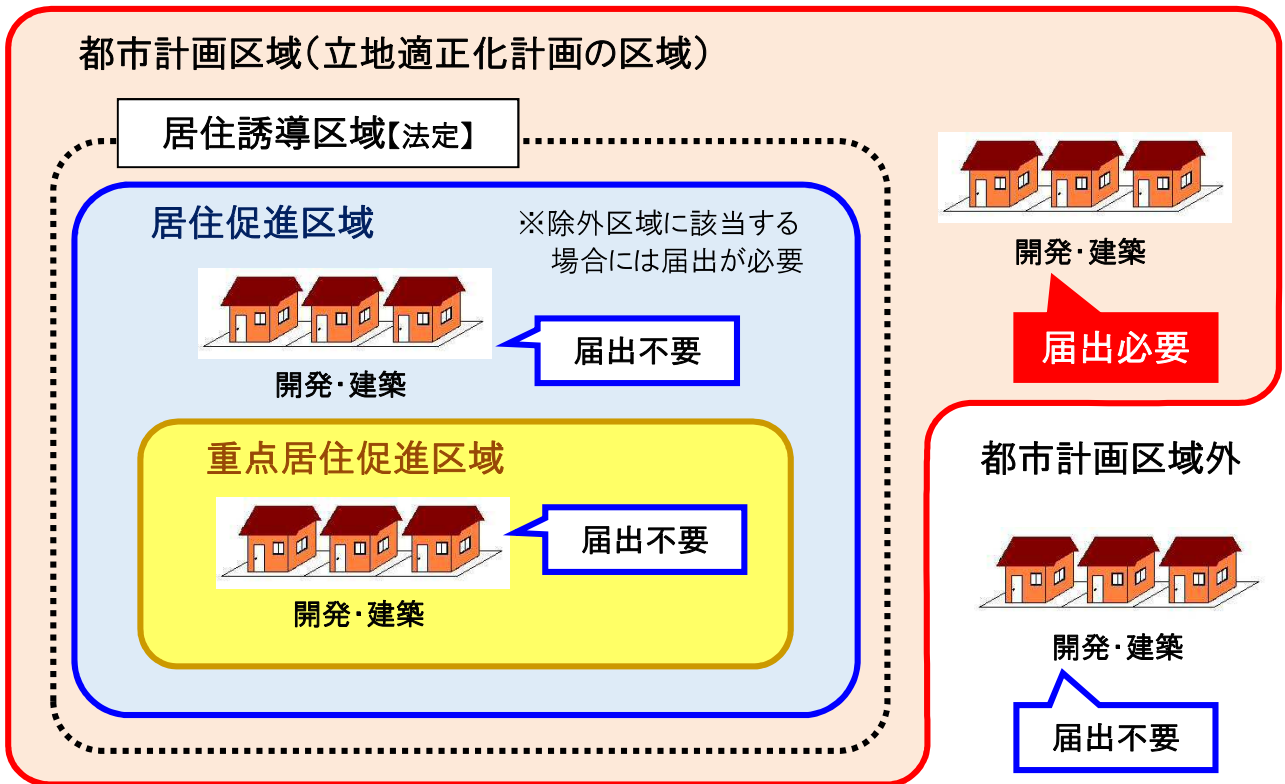 都市計画区域（立地適正化計画の区域）
居住誘導区域【法定】
居住促進区域
※除外区域に該当する
場合には届出が必要
開発・建築
届出不要
重点居住促進区域
開発・建築
届出不要
開発・建築
届出必要
都市計画区域外
開発・建築
届出不要